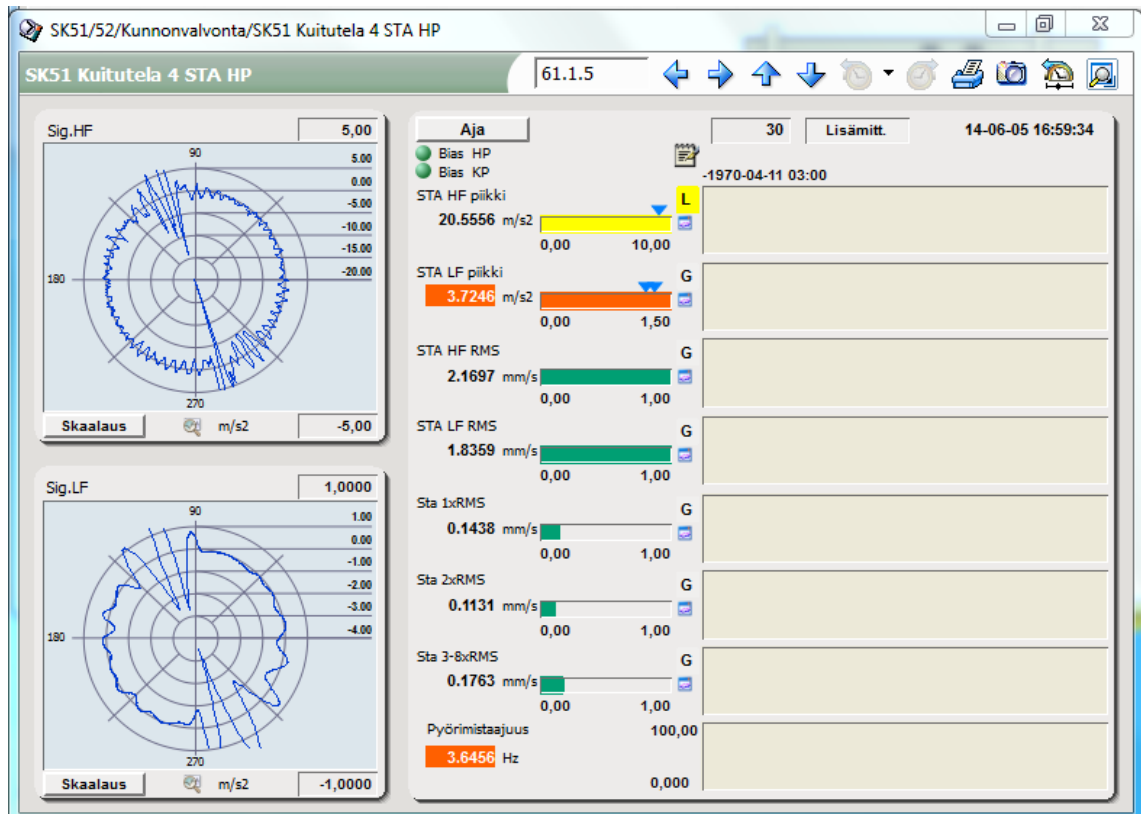 SK51/52/Kunnonvalvonta/SK51 Kuitutela 4 STA HP
SK51 Kuitutela 4 STA HP
61.1.5
Sig.HF
5,00
90
5.00
0.00
-5.00
-10.00
-15.00
-20.00
180
270
Skaalaus
m/s2
-5,00
Sig.LF
1,0000
90
1.00
0.00
-1.00
-2.00
-3.00
-4.00
180
270
Skaalaus
m/s2
-1,0000
Aja
30
Lisämitt.
14-06-05 16:59:34
Bias HP
Bias KP
-1970-04-11 03:00
STA HF piikki
L
20.5556 m/s2
0,00 10,00
STA LF piikki
G
3.7246 m/s2
0,00 1,50
STA HF RMS
G
2.1697 mm/s
0,00 1,00
STA LF RMS
G
1.8359 mm/s
0,00 1,00
Sta 1xRMS
G
0.1438 mm/s
0,00 1,00
Sta 2xRMS
G
0.1131 mm/s
0,00 1,00
Sta 3-8xRMS
G
0.1763 mm/s
0,00 1,00
Pyörimistaajuus
100,00
3.6456 Hz
0,000